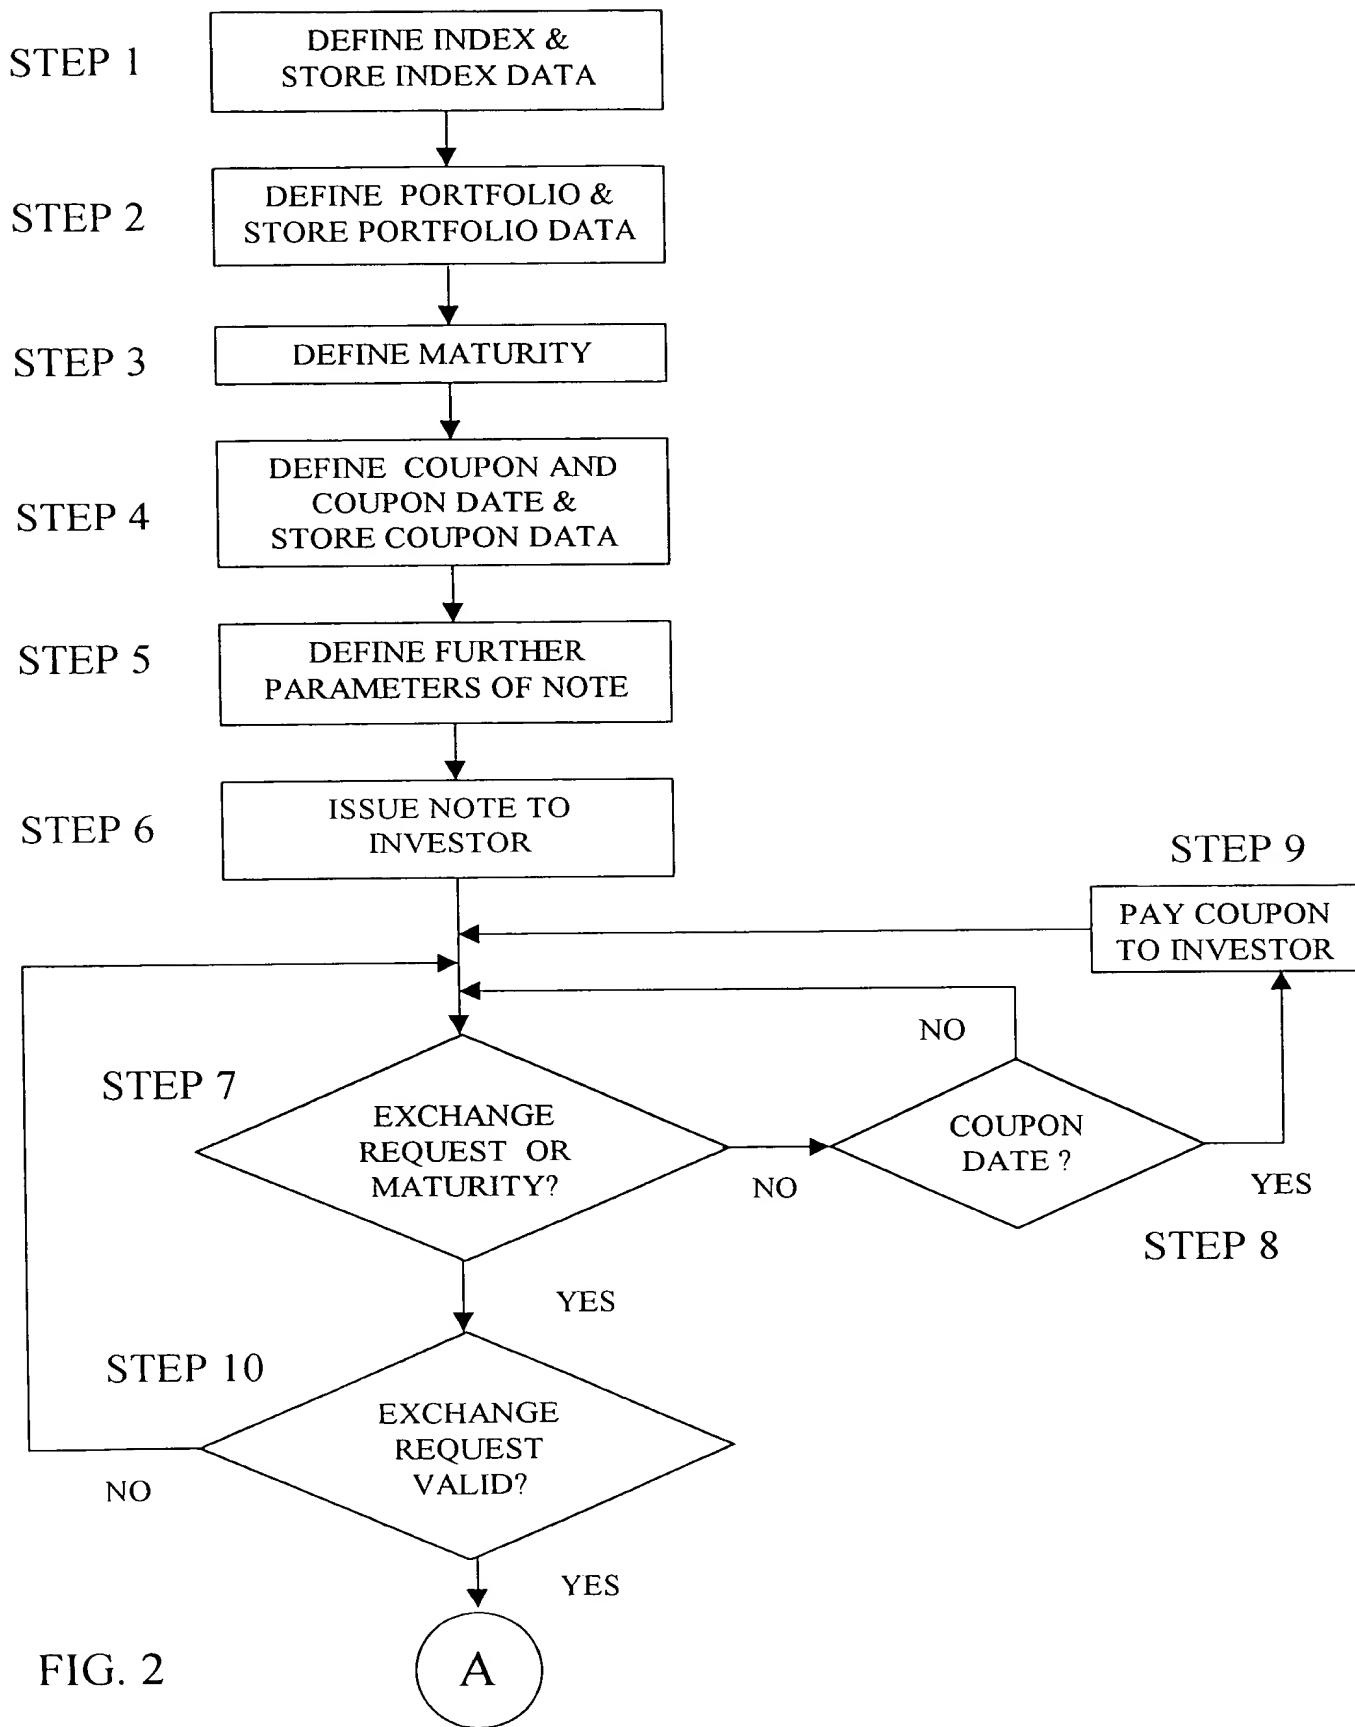 STEP 1
DEFINE INDEX &
STORE INDEX DATA
STEP 2
DEFINE PORTFOLIO &
STORE PORTFOLIO DATA
STEP 3
DEFINE MATURITY
STEP 4
DEFINE COUPON AND
COUPON DATE &
STORE COUPON DATA
STEP 5
DEFINE FURTHER
PARAMETERS OF NOTE
STEP 6
ISSUE NOTE TO
INVESTOR
STEP 9
PAY COUPON
TO INVESTOR
STEP 7
EXCHANGE
REQUEST OR
MATURITY?
NO
NO
COUPON
DATE ?
YES
STEP 8
YES
STEP 10
EXCHANGE
REQUEST
VALID?
NO
YES
A
FIG. 2